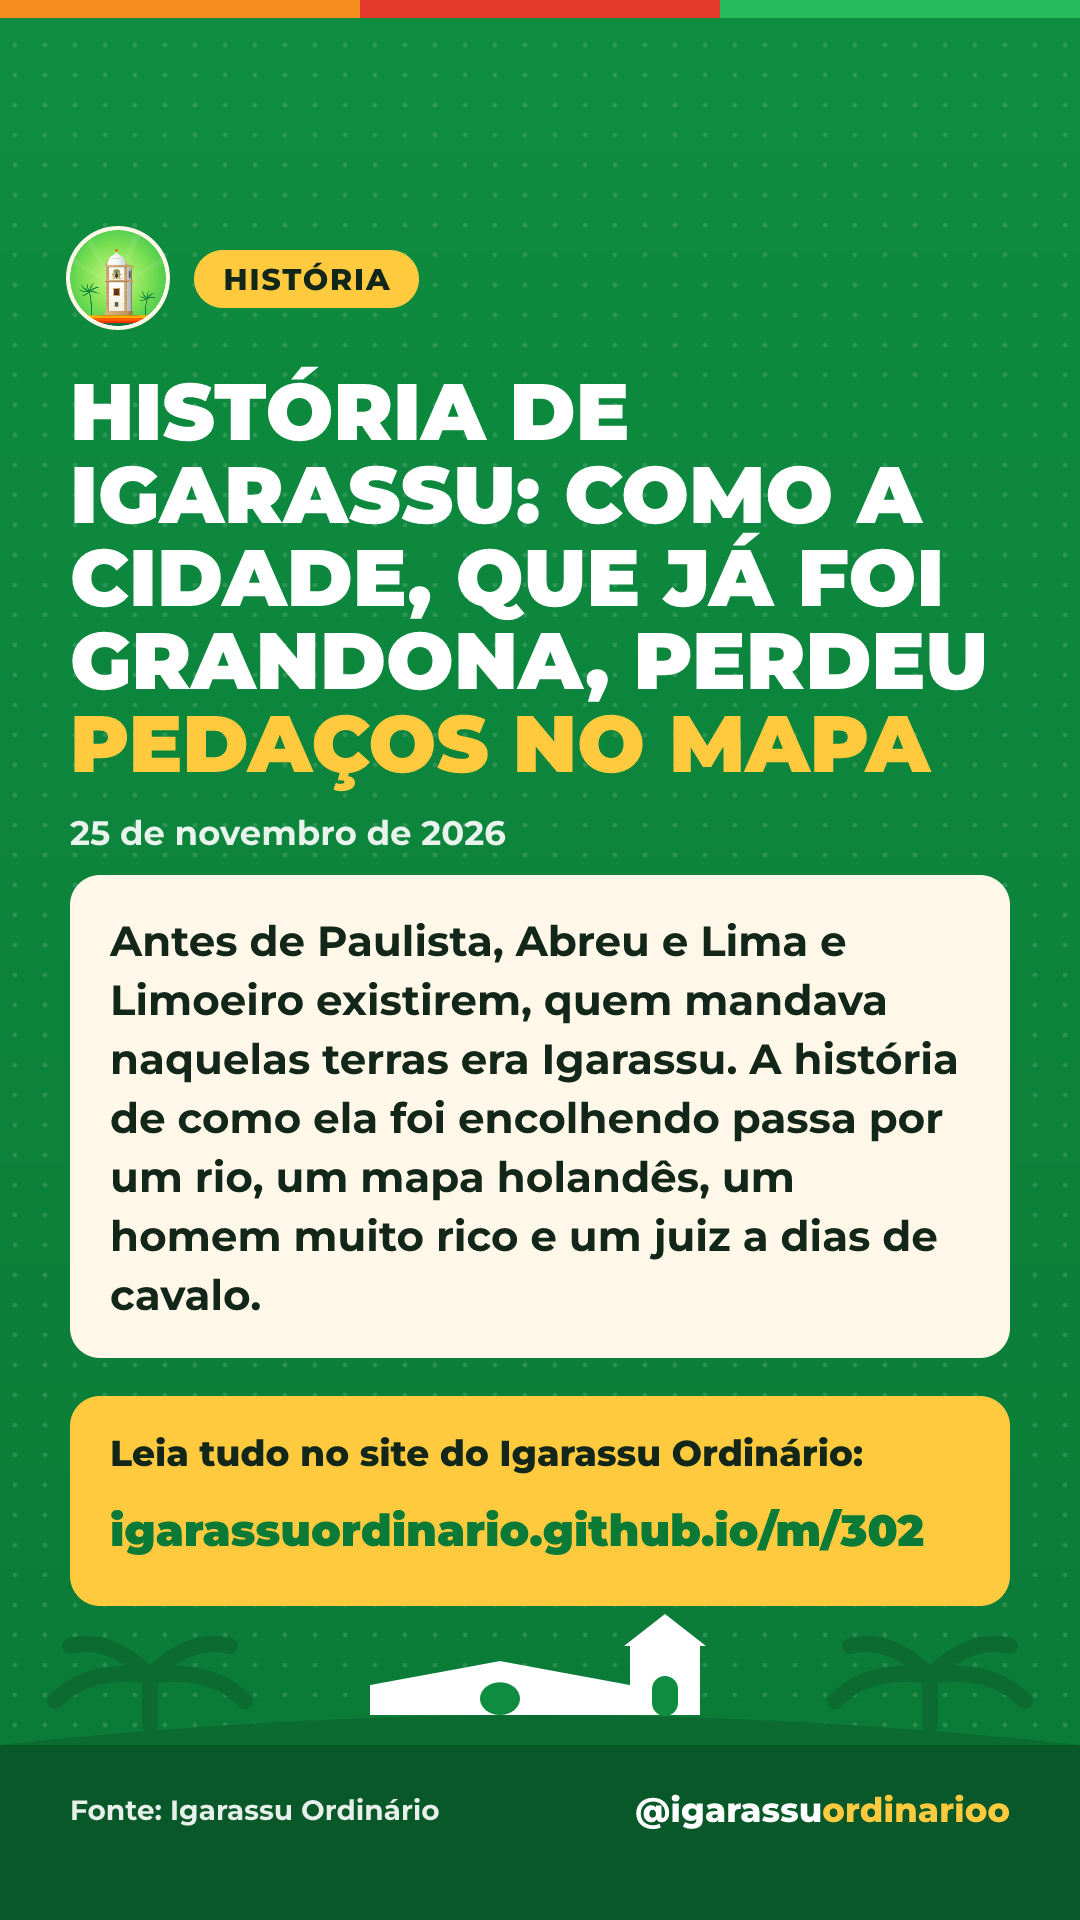 HISTÓRIA
HISTÓRIA DE
IGARASSU: COMO A
CIDADE, QUE JÁ FOI
GRANDONA, PERDEU
PEDAÇOS NO MAPA
25 de novembro de 2026
Antes de Paulista, Abreu e Lima e
Limoeiro existirem, quem mandava
naquelas terras era Igarassu. A história
de como ela foi encolhendo passa por
um rio, um mapa holandês, um
homem muito rico e um juiz a dias de
cavalo.
Leia tudo no site do Igarassu Ordinário:
igarassuordinario.github.io/m/302
Fonte: Igarassu Ordinário
@igarassuordinarioo